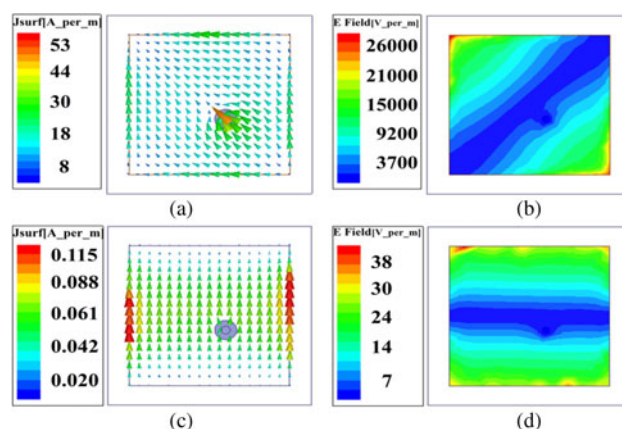 Jsurf[A_per_m]
53
44
30
18
8
(a)
E Field[V_per_m]
26000
15000
9200
3700
(b)
Jsurf[A_per_m]
0.115
0.088
0.061
0.042
0.020
(c)
E Field[V_per_m]
38
30
24
14
7
(d)